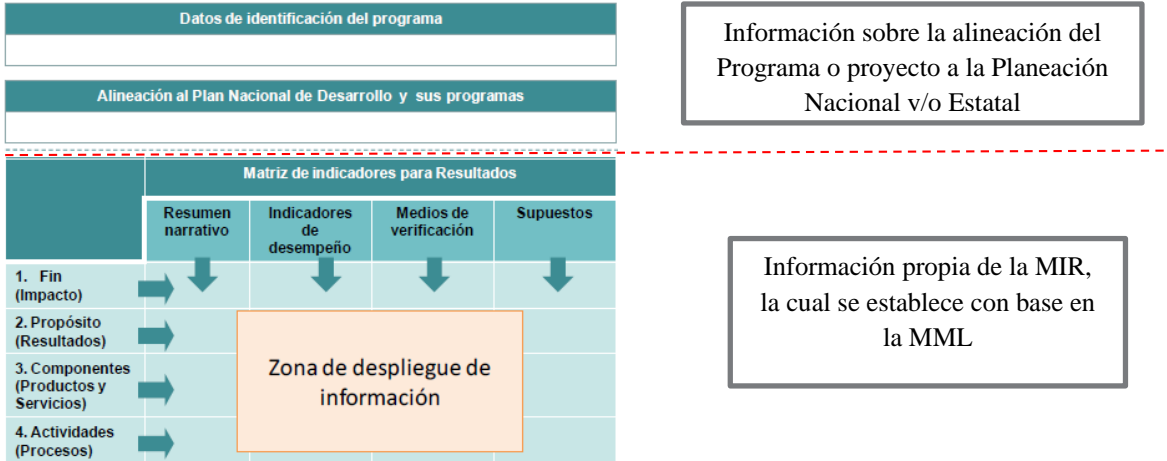 Datos de identificación del programa
Alineación al Plan Nacional de Desarrollo y sus programas
Información sobre la alineación del
Programa o proyecto a la Planeación
Nacional v/o Estatal
Matriz de indicadores para Resultados
Resumen
narrativo
Indicadores
de
desempeño
Medios de
verificación
Supuestos
1. Fin
(Impacto)
2. Propósito
(Resultados)
3. Componentes
(Productos y
Servicios)
4. Actividades
(Procesos)
Zona de despliegue de
información
Información propia de la MIR,
la cual se establece con base en
la MML